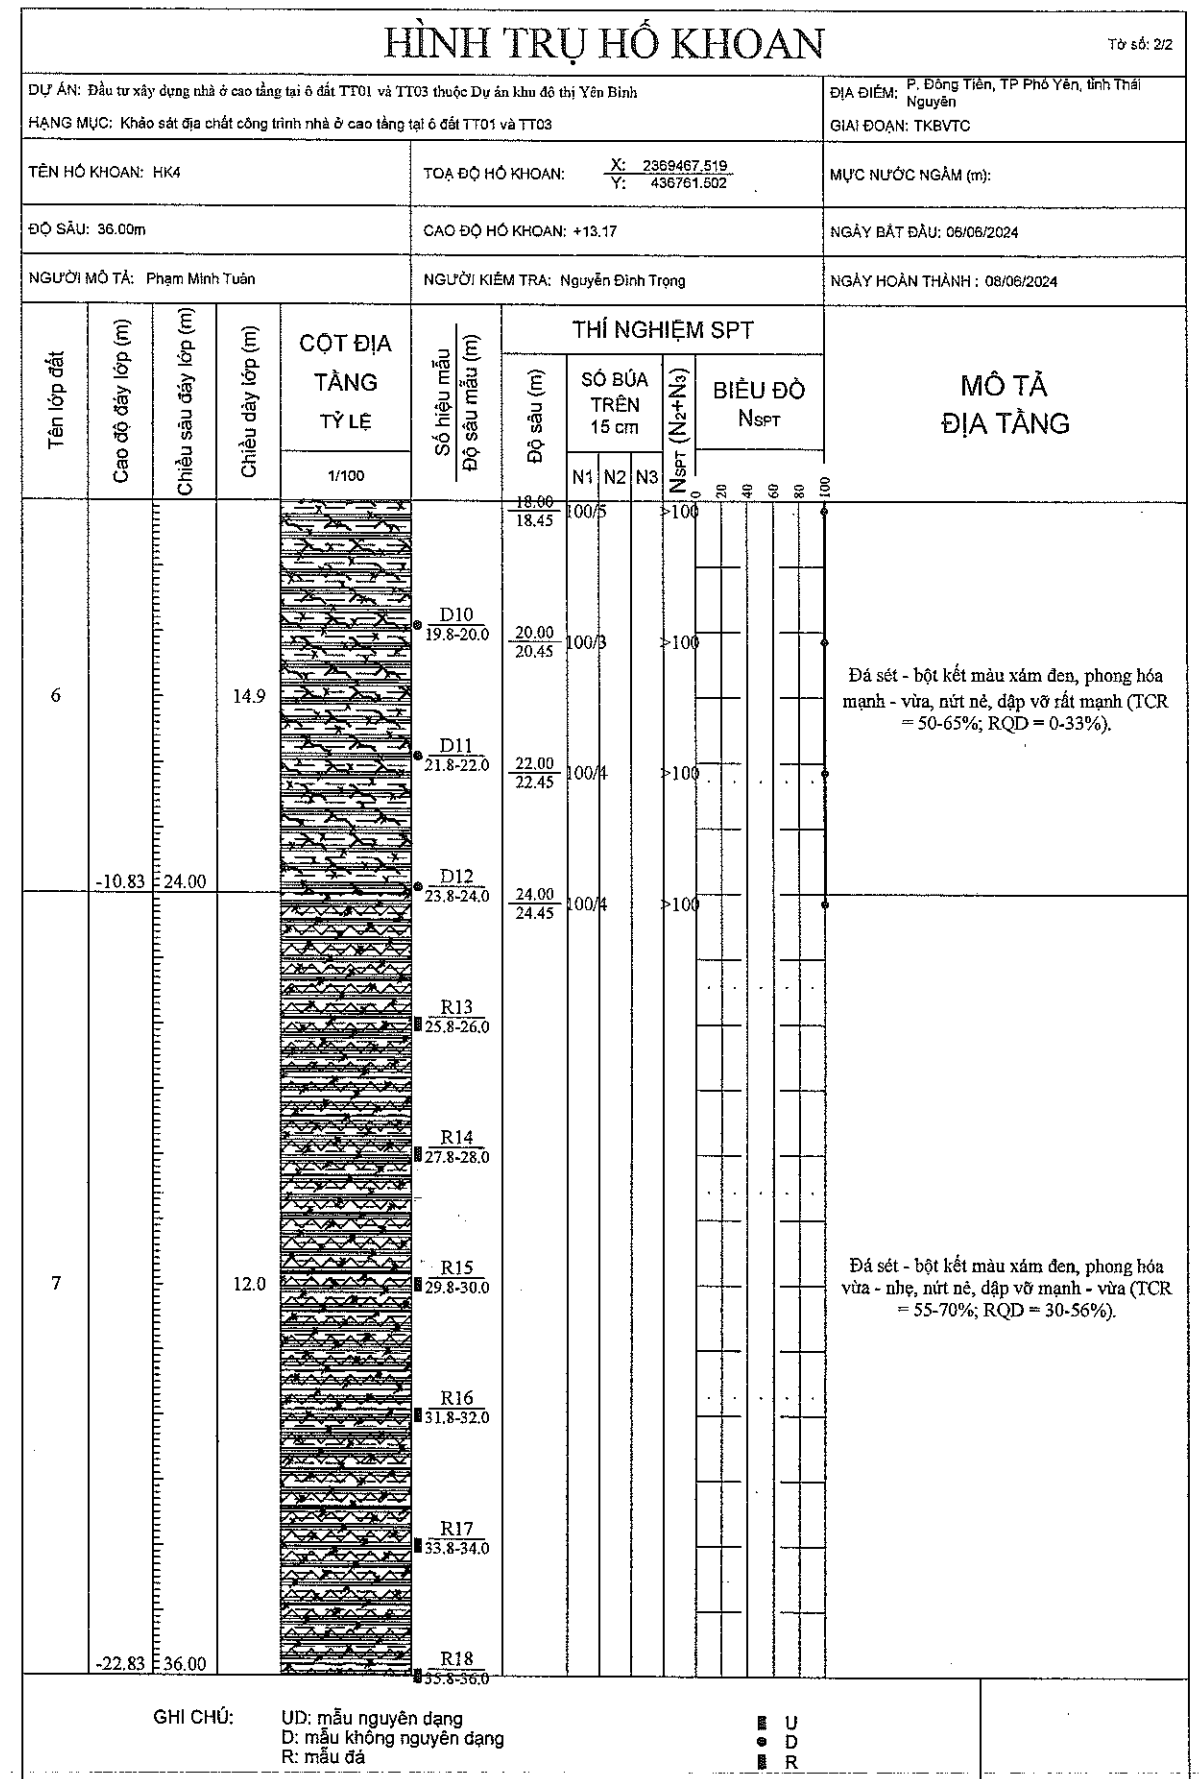 HÌNH TRỤ HỐ KHOAN
Tờ số: 2/2
DỰ ÁN: Đầu tư xây dựng nhà ở cao tầng tại ô đất TT01 và TT03 thuộc Dự án khu đô thị Yên Bình
HẠNG MỤC: Khảo sát địa chất công trình nhà ở cao tầng tại ô đất TT01 và TT03
ĐỊA ĐIỂM: P. Đồng Tiến, TP Phổ Yên, tỉnh Thái
Nguyên
GIAI ĐOẠN: TKBVTC
TÊN HỐ KHOAN: HK4
TOẠ ĐỘ HỐ KHOAN:
X: 2369467.519
Y: 436761.502
MỰC NƯỚC NGẦM (m):
ĐỘ SÂU: 36.00m
CAO ĐỘ HỐ KHOAN: +13.17
NGÀY BẮT ĐẦU: 06/06/2024
NGƯỜI MÔ TẢ: Phạm Minh Tuân
NGƯỜI KIỂM TRA: Nguyễn Đình Trọng
NGÀY HOÀN THÀNH : 08/06/2024
Tên lớp đất
Cao độ đáy lớp (m)
Chiều sâu đáy lớp (m)
Chiều dày lớp (m)
CỘT ĐỊA
TẦNG
TỶ LỆ
1/100
Số hiệu mẫu
Độ sâu mẫu (m)
THÍ NGHIỆM SPT
Độ sâu (m)
SỐ BÚA
TRÊN
15 cm
N1 N2 N3
NSPT (N2+N3)
BIỂU ĐỒ
NSPT
0 20 40 60 80 100
MÔ TẢ
ĐỊA TẦNG
18.00
18.45
100/5 >100
D10
19.8-20.0
20.00
20.45
100/3 >100
6 14.9
Đá sét - bột kết màu xám đen, phong hóa
mạnh - vừa, nứt nẻ, dập vỡ rất mạnh (TCR
= 50-65%; RQD = 0-33%).
D11
21.8-22.0
22.00
22.45
100/4 >100
-10.83 24.00
D12
23.8-24.0
24.00
24.45
100/4 >100
R13
25.8-26.0
R14
27.8-28.0
7 12.0
R15
29.8-30.0
Đá sét - bột kết màu xám đen, phong hóa
vừa - nhẹ, nứt nẻ, dập vỡ mạnh - vừa (TCR
= 55-70%; RQD = 30-56%).
R16
31.8-32.0
R17
33.8-34.0
-22.83 36.00
R18
35.8-36.0
GHI CHÚ:
UD: mẫu nguyên dạng
D: mẫu không nguyên dạng
R: mẫu đá
U
D
R